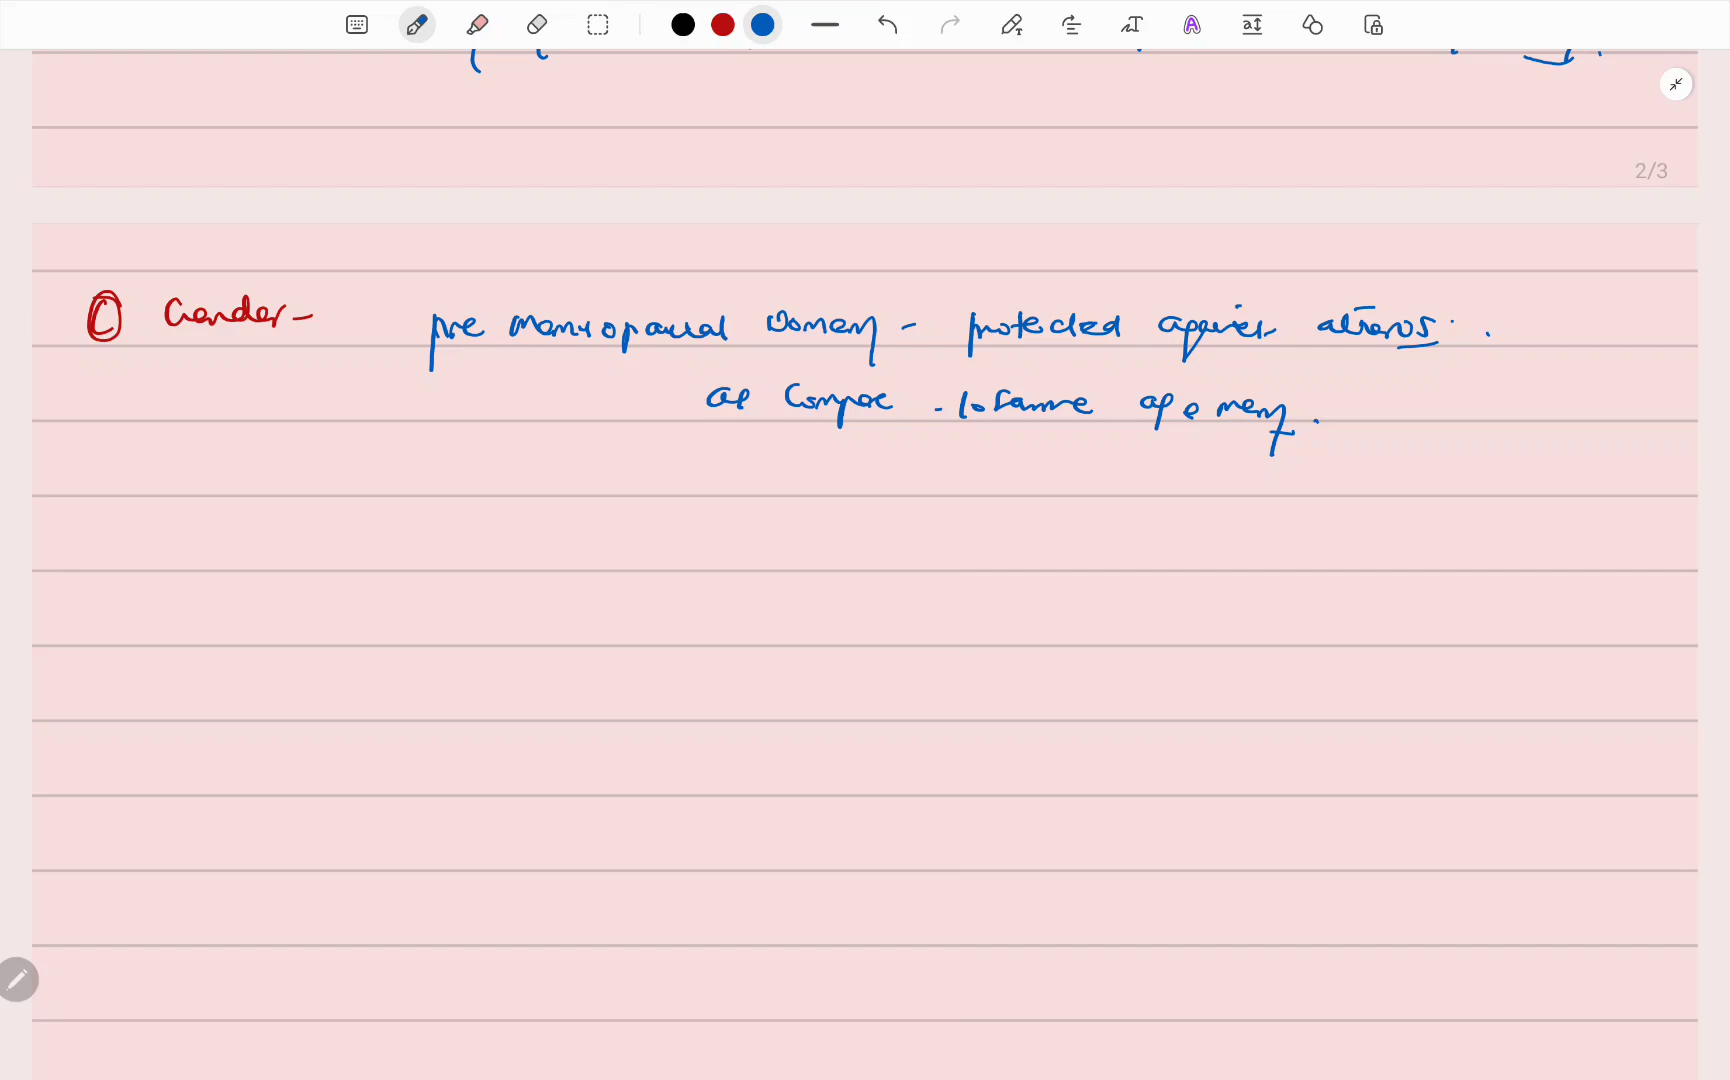 2/3
C Gender -
pre menopausal women - protected against atheros.
as compare - to same age men.